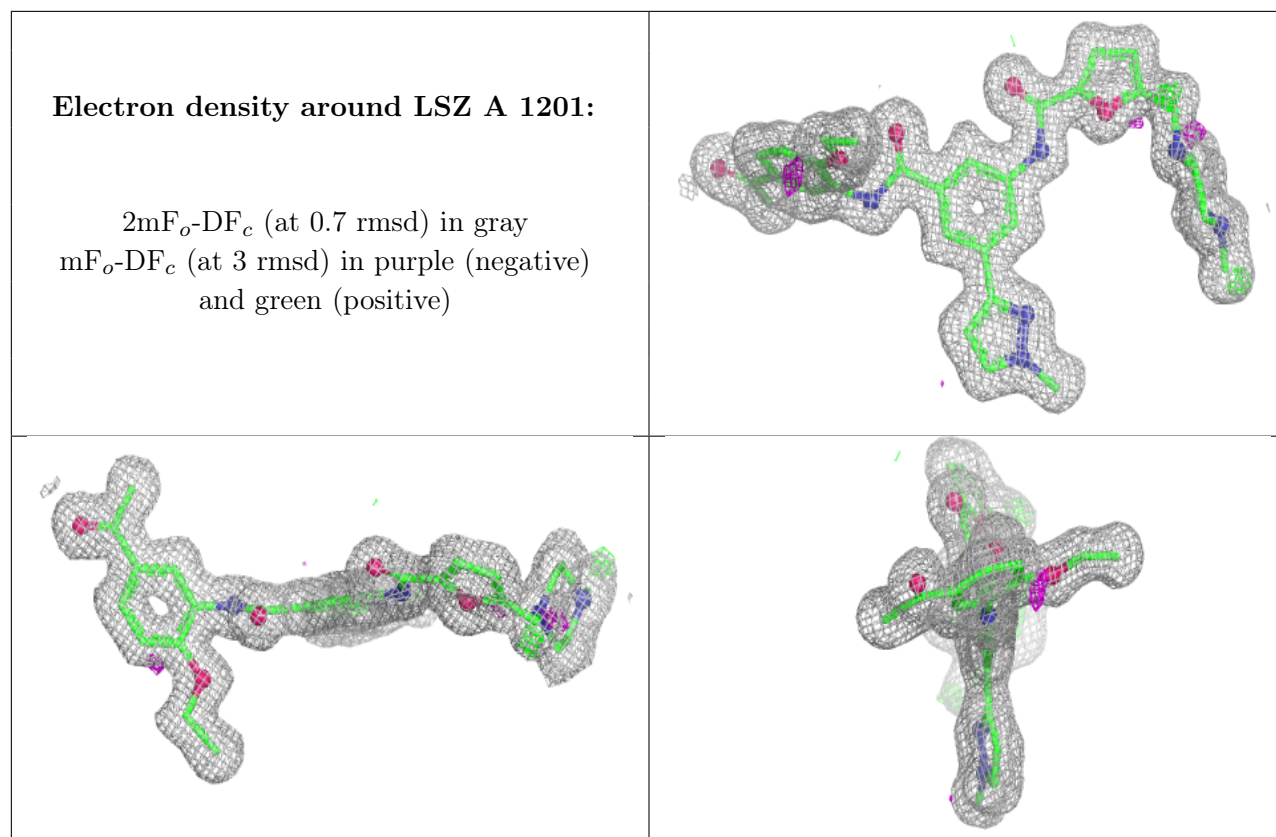 Electron density around LSZ A 1201:
2mFo-DFc (at 0.7 rmsd) in gray
mFo-DFc (at 3 rmsd) in purple (negative)
and green (positive)